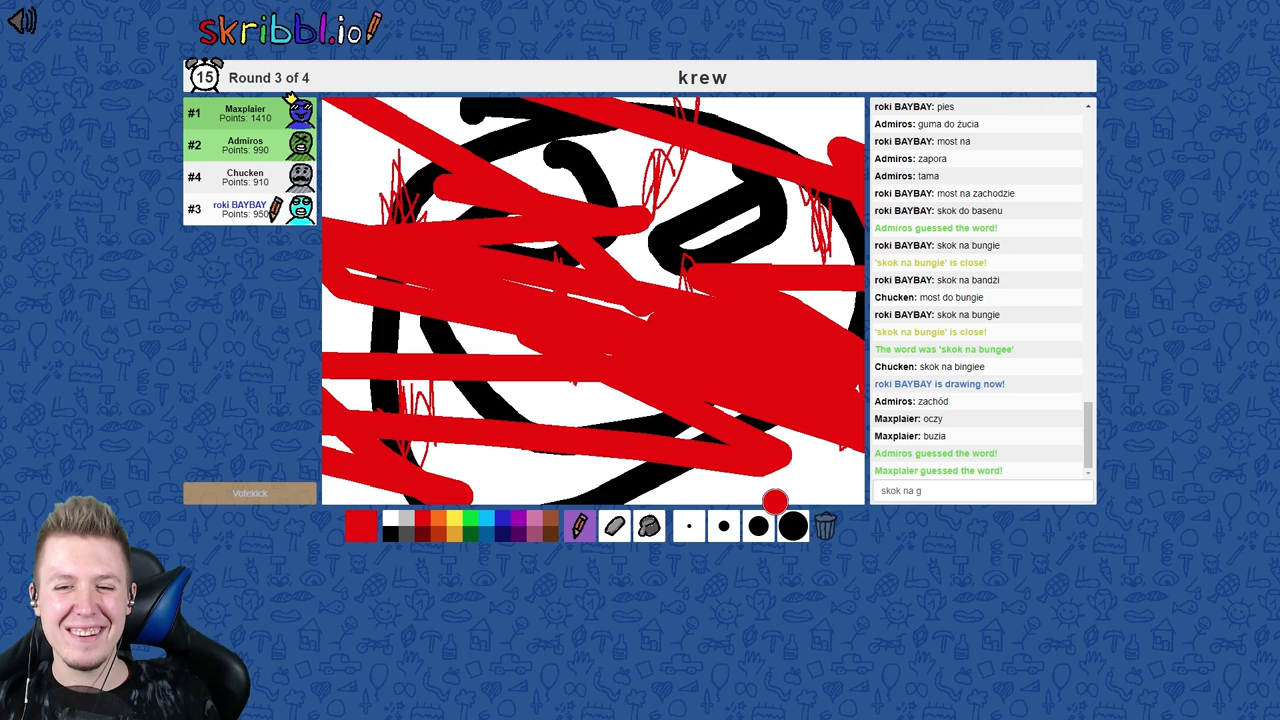 skribbl.io
15
Round 3 of 4
krew
#1
Maxplaier
Points: 1410
#2
Admiros
Points: 990
#4
Chucken
Points: 910
#3
roki BAYBAY
Points: 950
Votekick
roki BAYBAY: pies
Admiros: guma do żucia
roki BAYBAY: most na
Admiros: zapora
Admiros: tama
roki BAYBAY: most na zachodzie
roki BAYBAY: skok do basenu
Admiros guessed the word!
roki BAYBAY: skok na bungie
'skok na bungie' is close!
roki BAYBAY: skok na bandżi
Chucken: most do bungie
roki BAYBAY: skok na bungie
'skok na bungie' is close!
The word was 'skok na bungee'
Chucken: skok na bingiee
roki BAYBAY is drawing now!
Admiros: zachód
Maxplaier: oczy
Maxplaier: buzia
Admiros guessed the word!
Maxplaier guessed the word!
skok na g